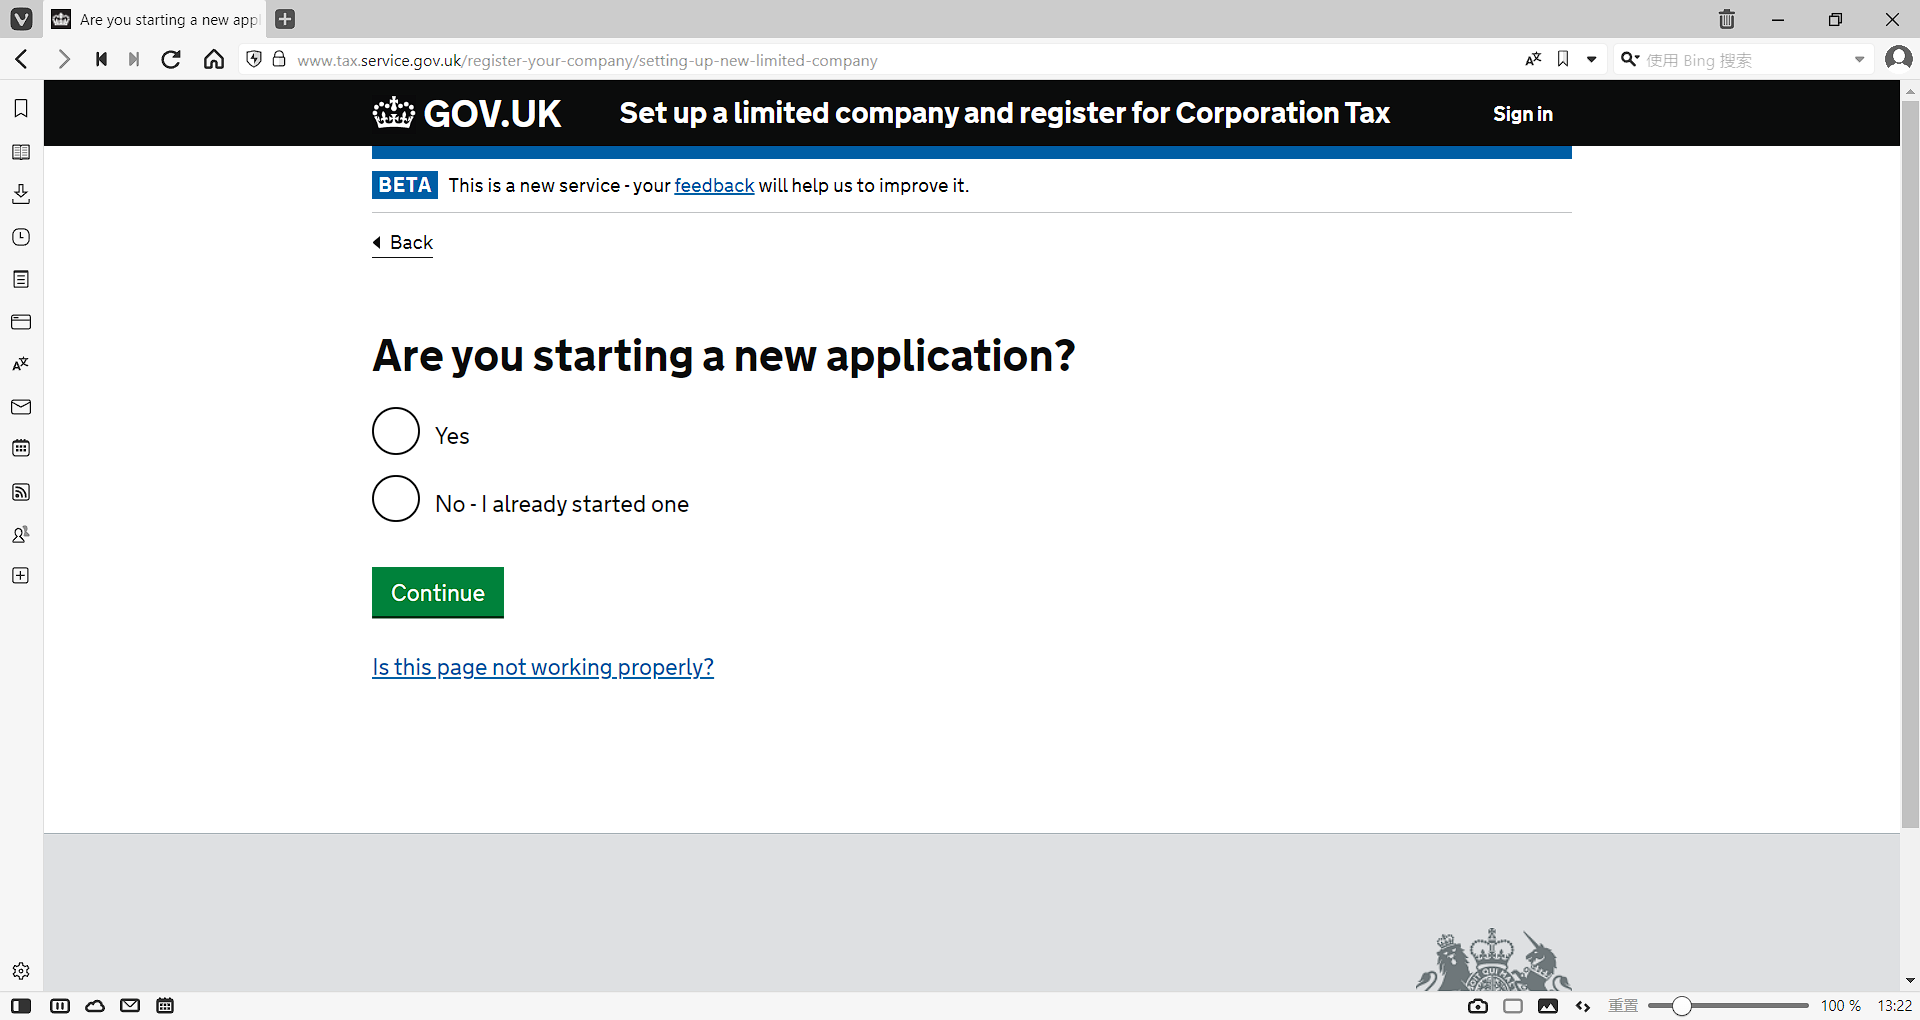 Are you starting a new app
www.tax.service.gov.uk/register-your-company/setting-up-new-limited-company
使用 Bing 搜索
GOV.UK
Set up a limited company and register for Corporation Tax
Sign in
BETA This is a new service - your feedback will help us to improve it.
Back
Are you starting a new application?
Yes
No - I already started one
Continue
Is this page not working properly?
重置
100 %
13:22